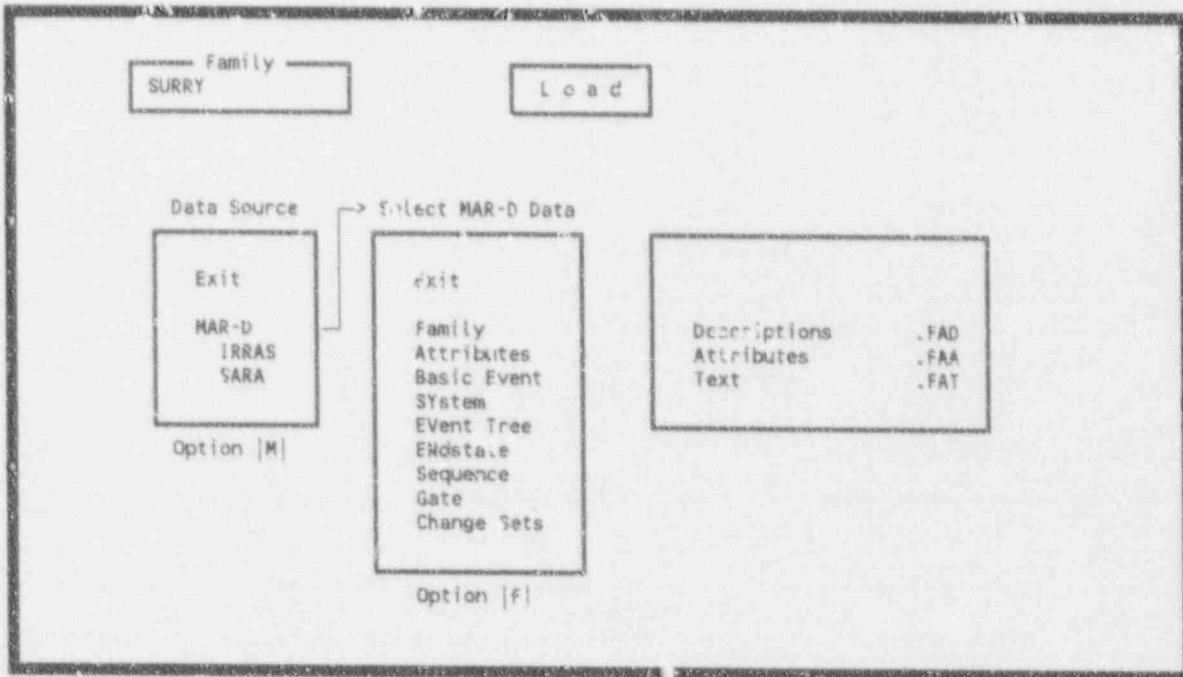 Family
SURRY
Load
Data Source
Exit
MAR-D
IRRAS
SARA
Option |M|
Select MAR-D Data
Exit
Family
Attributes
Basic Event
SYstem
EVent Tree
ENdstate
Sequence
Gate
Change Sets
Option |F|
Descriptions .FAD
Attributes .FAA
Text .FAT